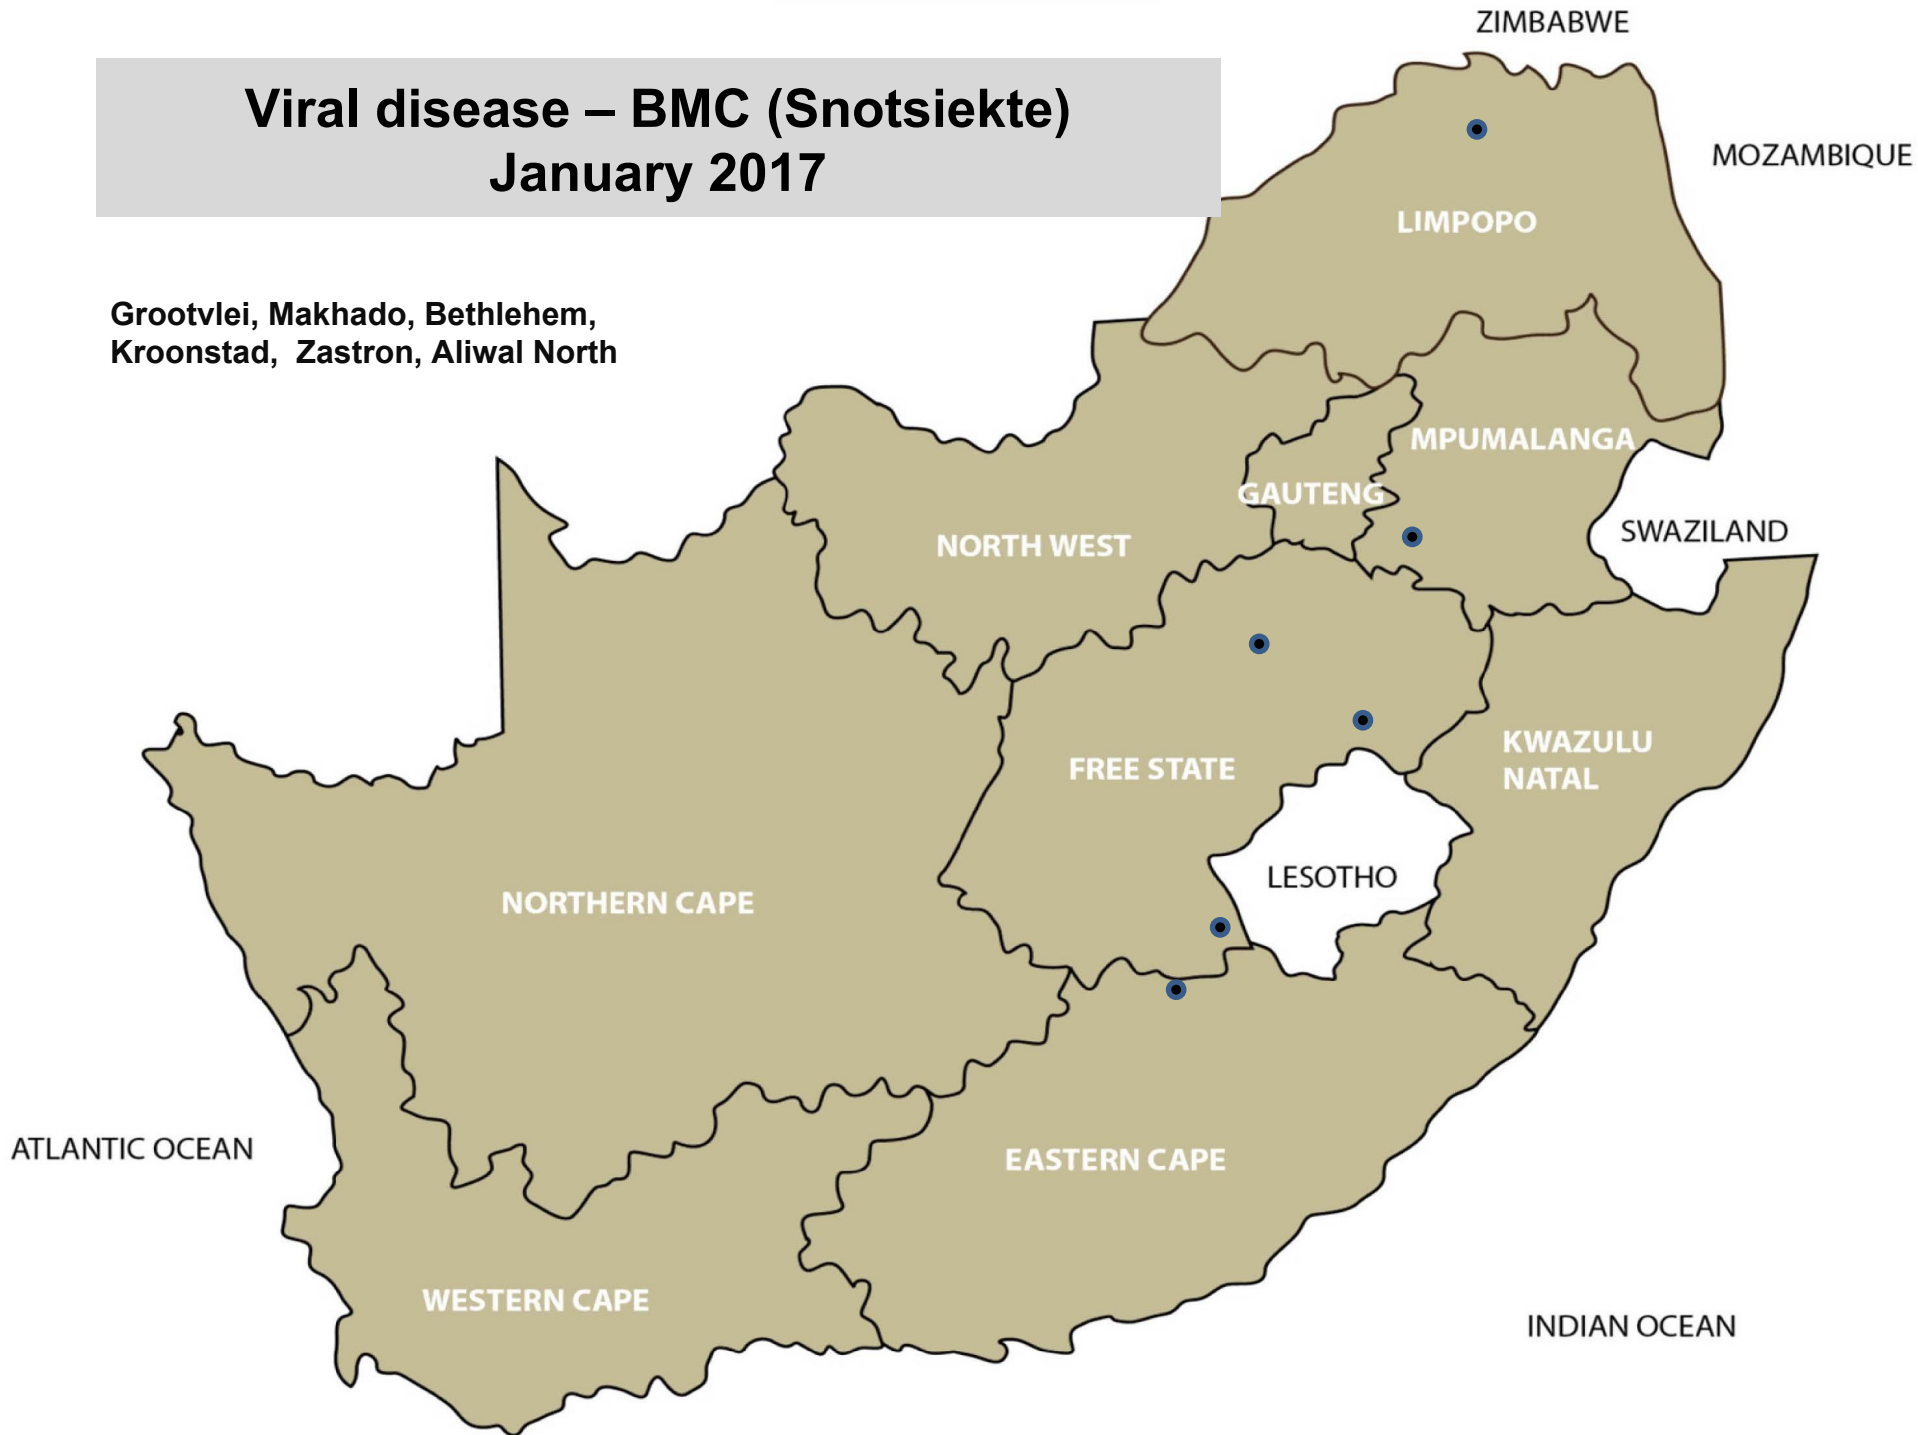 ZIMBABWE
Viral disease – BMC (Snotsiekte)
January 2017
MOZAMBIQUE
LIMPOPO
Grootvlei, Makhado, Bethlehem,
Kroonstad, Zastron, Aliwal North
MPUMALANGA
GAUTENG
SWAZILAND
NORTH WEST
KWAZULU
NATAL
FREE STATE
LESOTHO
NORTHERN CAPE
ATLANTIC OCEAN
EASTERN CAPE
WESTERN CAPE
INDIAN OCEAN